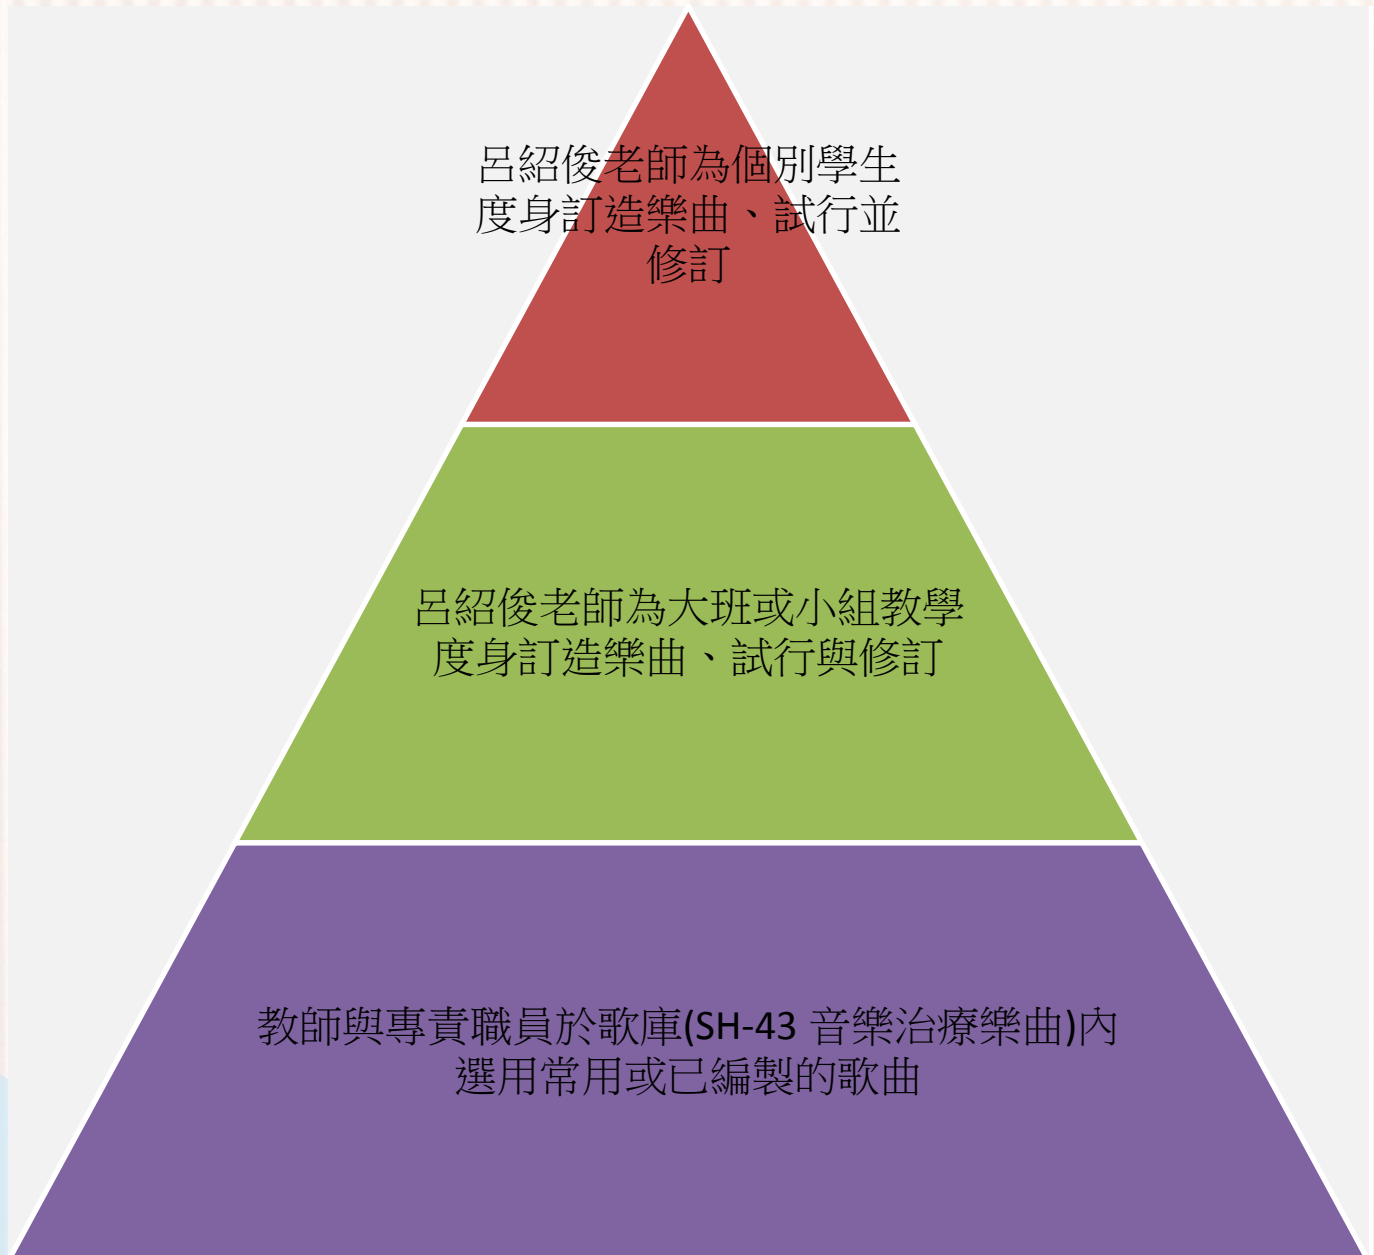 呂紹俊老師為個別學生
度身訂造樂曲、試行並
修訂
呂紹俊老師為大班或小組教學
度身訂造樂曲、試行與修訂
教師與專責職員於歌庫(SH-43 音樂治療樂曲)內
選用常用或已編製的歌曲